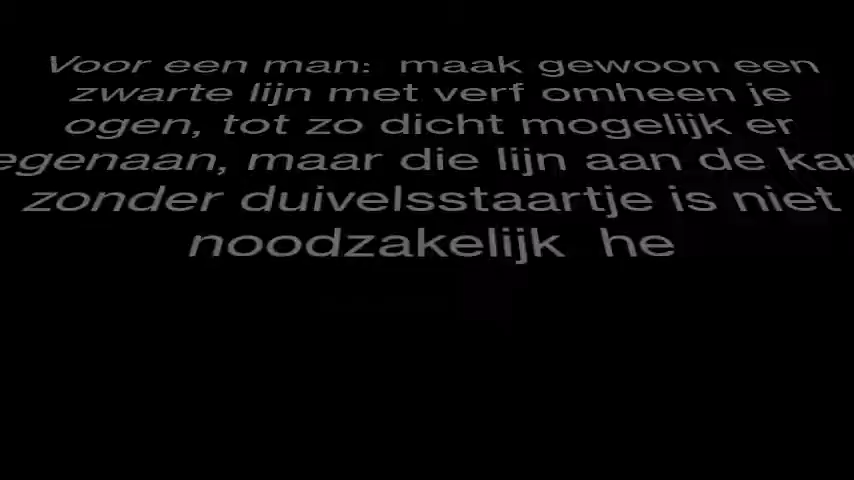 Voor een man: maak gewoon een
zwarte lijn met verf omheen je
ogen, tot zo dicht mogelijk er
egenaan, maar die lijn aan de kan
zonder duivelsstaartje is niet
noodzakelijk he